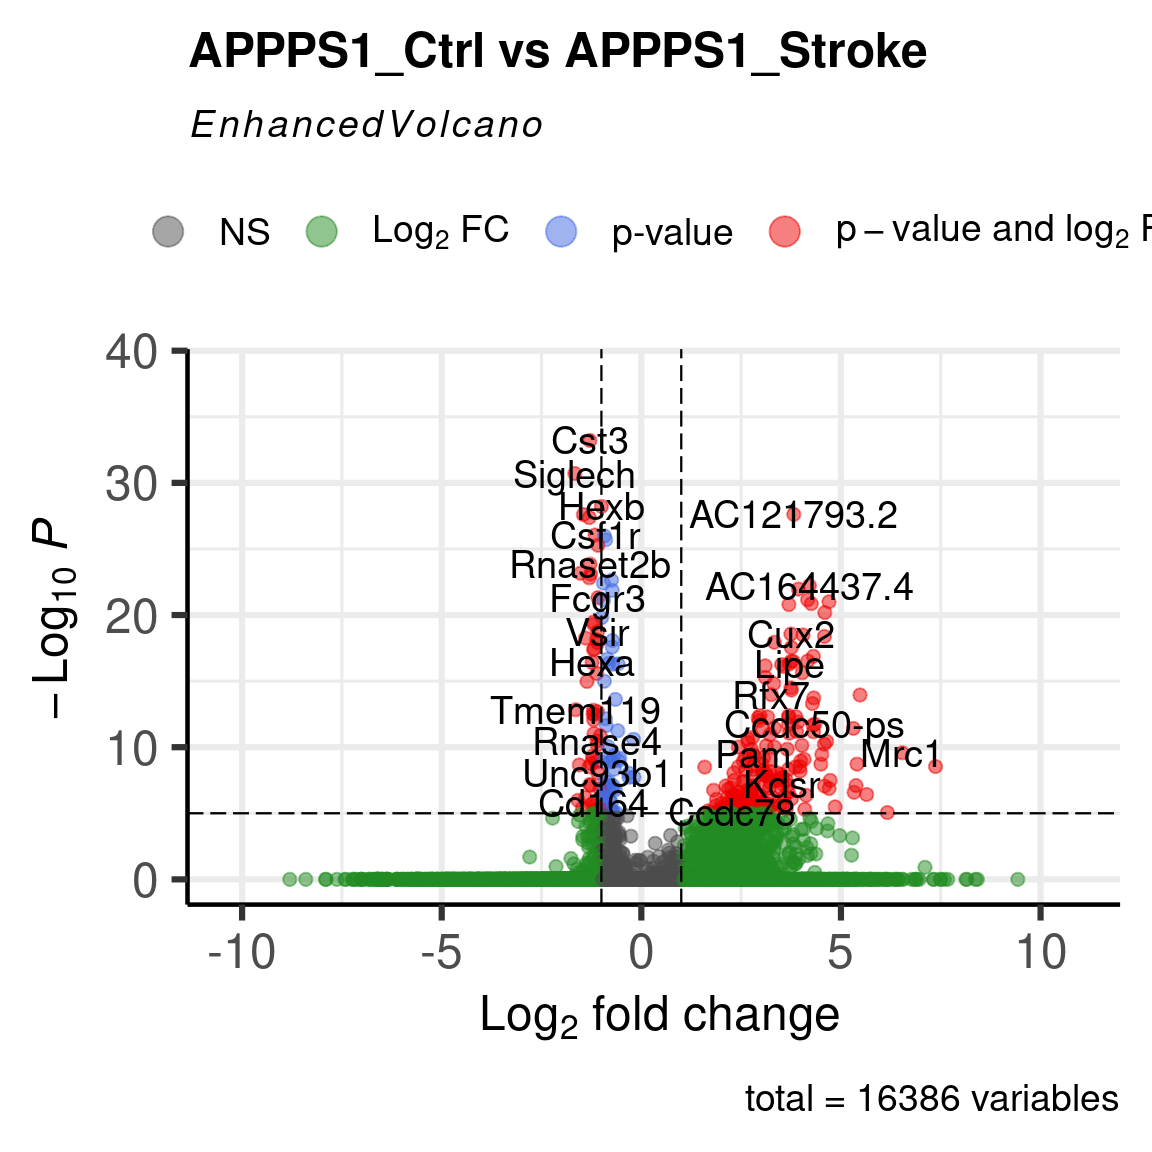 APPPS1_Ctrl vs APPPS1_Stroke
EnhancedVolcano
NS Log₂ FC p-value p – value and log₂ F
40
30
20
10
0
−Log₁₀ P
Cst3
Siglech
Hexb
AC121793.2
Csf1r
Rnaset2b
AC164437.4
Fcgr3
Vsir
Cux2
Hexa
Lipe
Rfx7
Tmem119
Ccdc50-ps
Rnase4
Pam
Mrc1
Unc93b1
Kdsr
Cd164
Ccdc78
-10 -5 0 5 10
Log₂ fold change
total = 16386 variables